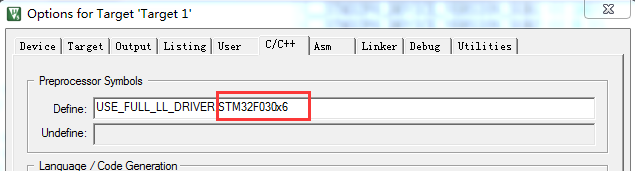 Options for Target 'Target 1'
Device Target Output Listing User C/C++ Asm Linker Debug Utilities
Preprocessor Symbols
Define: USE_FULL_LL_DRIVER STM32F030x6
Undefine:
Language / Code Generation